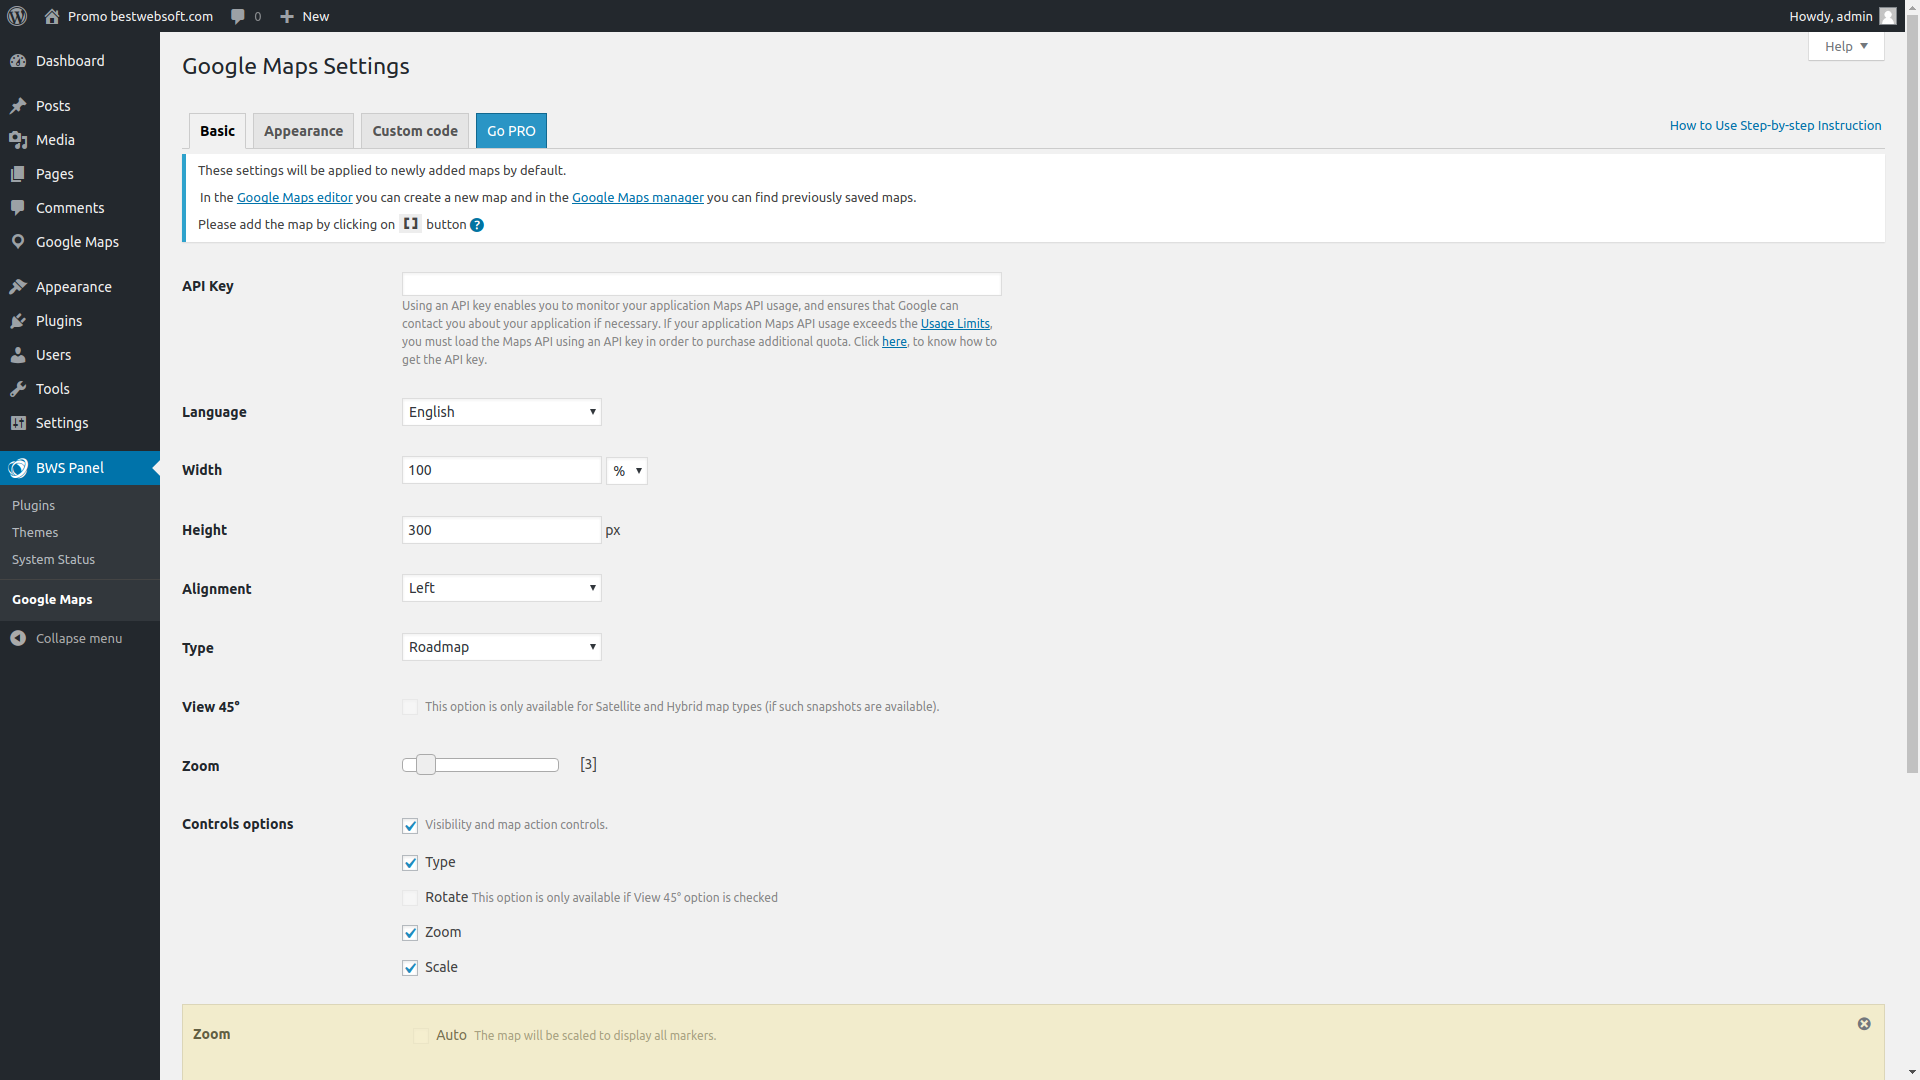 Promo bestwebsoft.com 0 New Howdy, admin
Help
Dashboard
Posts
Media
Pages
Comments
Google Maps
Appearance
Plugins
Users
Tools
Settings
BWS Panel
Plugins
Themes
System Status
Google Maps
Collapse menu
Google Maps Settings
Basic Appearance Custom code Go PRO
How to Use Step-by-step Instruction
These settings will be applied to newly added maps by default.
In the Google Maps editor you can create a new map and in the Google Maps manager you can find previously saved maps.
Please add the map by clicking on [] button ?
API Key
Using an API key enables you to monitor your application Maps API usage, and ensures that Google can
contact you about your application if necessary. If your application Maps API usage exceeds the Usage Limits,
you must load the Maps API using an API key in order to purchase additional quota. Click here, to know how to
get the API key.
Language English
Width 100 %
Height 300 px
Alignment Left
Type Roadmap
View 45° This option is only available for Satellite and Hybrid map types (if such snapshots are available).
Zoom [3]
Controls options Visibility and map action controls.
Type
Rotate This option is only available if View 45° option is checked
Zoom
Scale
Zoom Auto The map will be scaled to display all markers.